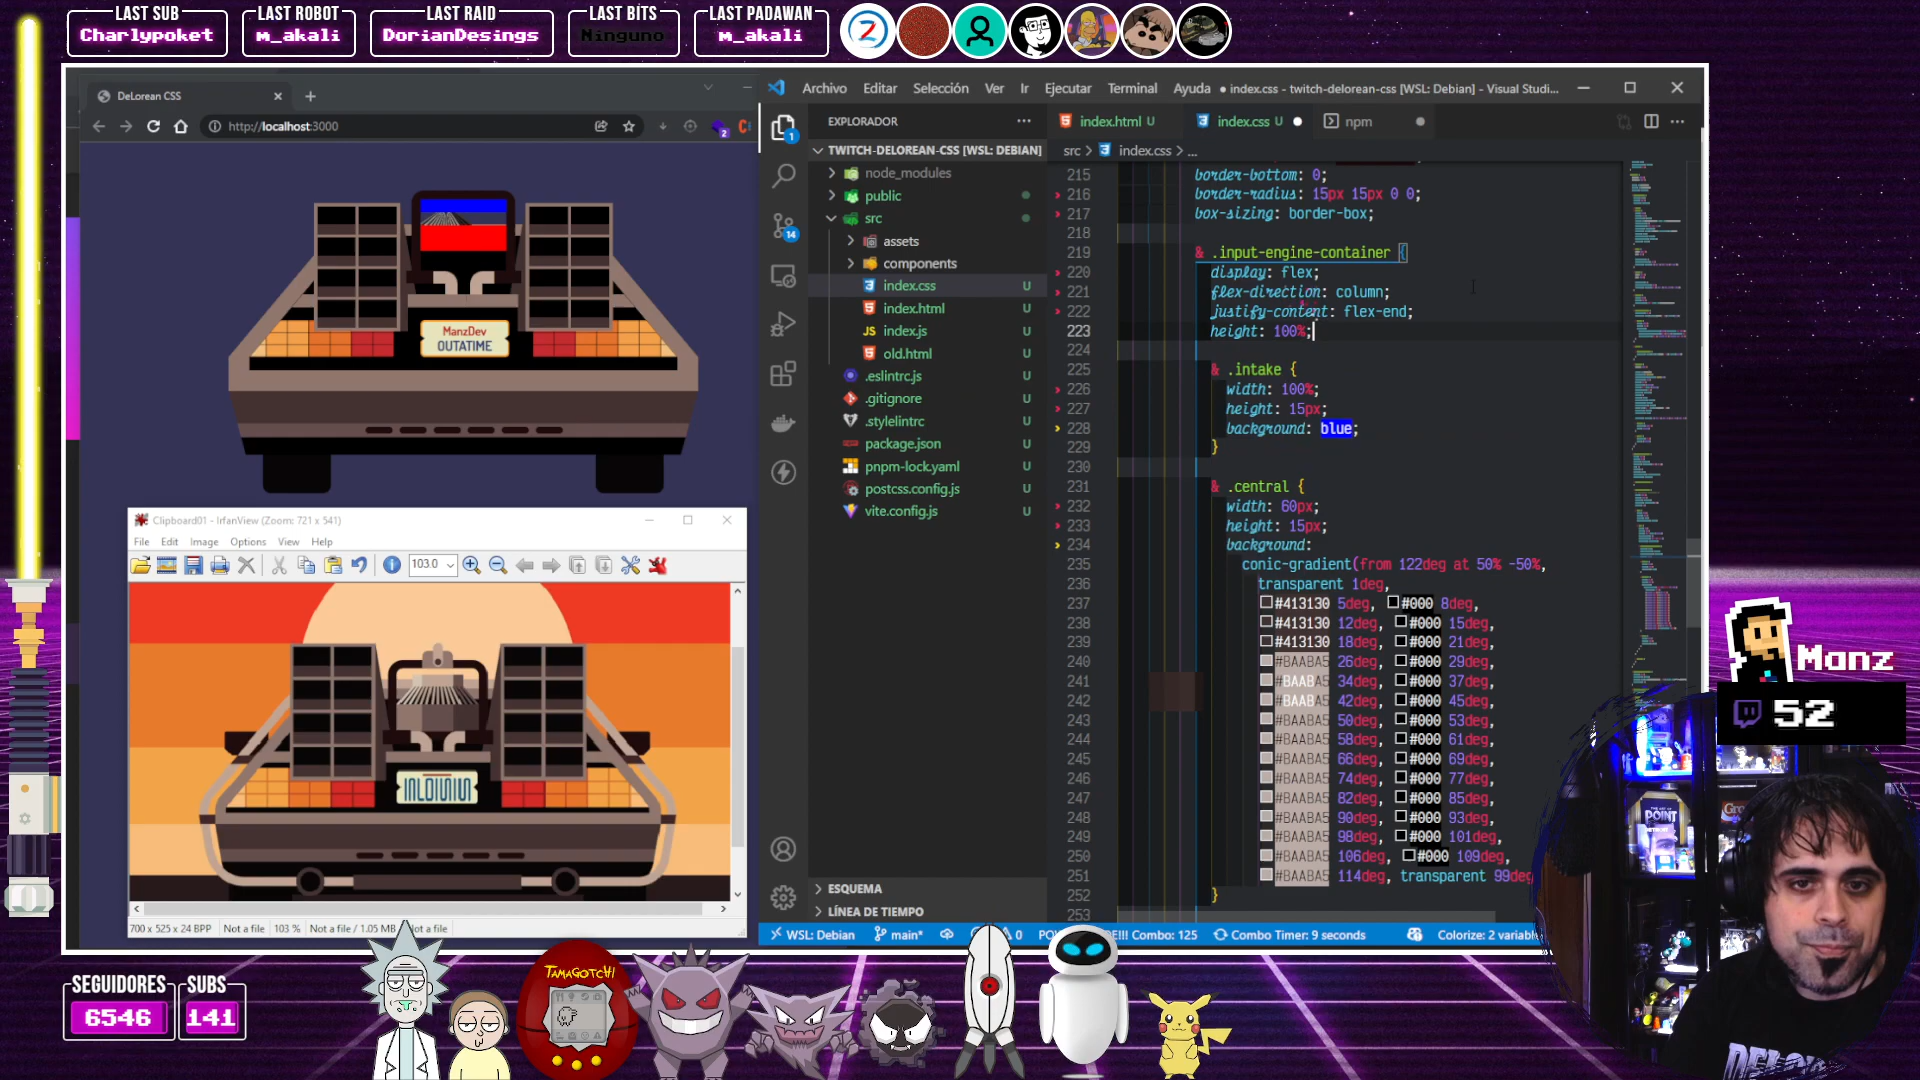 LAST SUB
Charlypoket
LAST ROBOT
m_akali
LAST RAID
DorianDesings
LAST BITS
Ninguno
LAST PADAWAN
m_akali
DeLorean CSS
http://localhost:3000
ManzDev
OUTATIME
Clipboard01 - IrfanView (Zoom: 721 x 541)
File Edit Image Options View Help
103.0
700 x 525 x 24 BPP Not a file 103 % Not a file / 1.05 MB Not a file
Archivo Editar Selección Ver Ir Ejecutar Terminal Ayuda
● index.css - twitch-delorean-css [WSL: Debian] - Visual Studi...
EXPLORADOR
TWITCH-DELOREAN-CSS [WSL: DEBIAN]
node_modules
public
src
assets
components
index.css U
index.html U
index.js U
old.html U
.eslintrc.js U
.gitignore U
.stylelintrc U
package.json U
pnpm-lock.yaml U
postcss.config.js U
vite.config.js U
ESQUEMA
LÍNEA DE TIEMPO
1
14
index.html U
index.css U
npm
src > index.css > ...
215 border-bottom: 0;
216 border-radius: 15px 15px 0 0;
217 box-sizing: border-box;
218
219 & .input-engine-container {
220 display: flex;
221 flex-direction: column;
222 justify-content: flex-end;
223 height: 100%;
224
225 & .intake {
226 width: 100%;
227 height: 15px;
228 background: blue;
229 }
230
231 & .central {
232 width: 60px;
233 height: 15px;
234 background:
235 conic-gradient(from 122deg at 50% -50%,
236 transparent 1deg,
237 #413130 5deg, #000 8deg,
238 #413130 12deg, #000 15deg,
239 #413130 18deg, #000 21deg,
240 #BAABA5 26deg, #000 29deg,
241 #BAABA5 34deg, #000 37deg,
242 #BAABA5 42deg, #000 45deg,
243 #BAABA5 50deg, #000 53deg,
244 #BAABA5 58deg, #000 61deg,
245 #BAABA5 66deg, #000 69deg,
246 #BAABA5 74deg, #000 77deg,
247 #BAABA5 82deg, #000 85deg,
248 #BAABA5 90deg, #000 93deg,
249 #BAABA5 98deg, #000 101deg,
250 #BAABA5 106deg, #000 109deg,
251 #BAABA5 114deg, transparent 99deg
252 }
253
WSL: Debian main* 0 Combo: 125 Combo Timer: 9 seconds Colorize: 2 variabl
Manz
52
THE ART OF
POINT
SEGUIDORES
6546
SUBS
141
TAMAGOTCHI